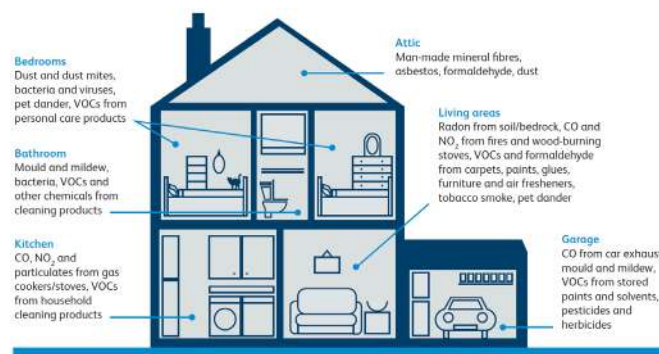 Bedrooms
Dust and dust mites,
bacteria and viruses,
pet dander, VOCs from
personal care products
Bathroom
Mould and mildew,
bacteria, VOCs and
other chemicals from
cleaning products
Kitchen
CO, NO2 and
particulates from gas
cookers/stoves, VOCs
from household
cleaning products
Attic
Man-made mineral fibres,
asbestos, formaldehyde, dust
Living areas
Radon from soil/bedrock, CO and
NO2 from fires and wood-burning
stoves, VOCs and formaldehyde
from carpets, paints, glues,
furniture and air fresheners,
tobacco smoke, pet dander
Garage
CO from car exhaust,
mould and mildew,
VOCs from stored
paints and solvents,
pesticides and
herbicides